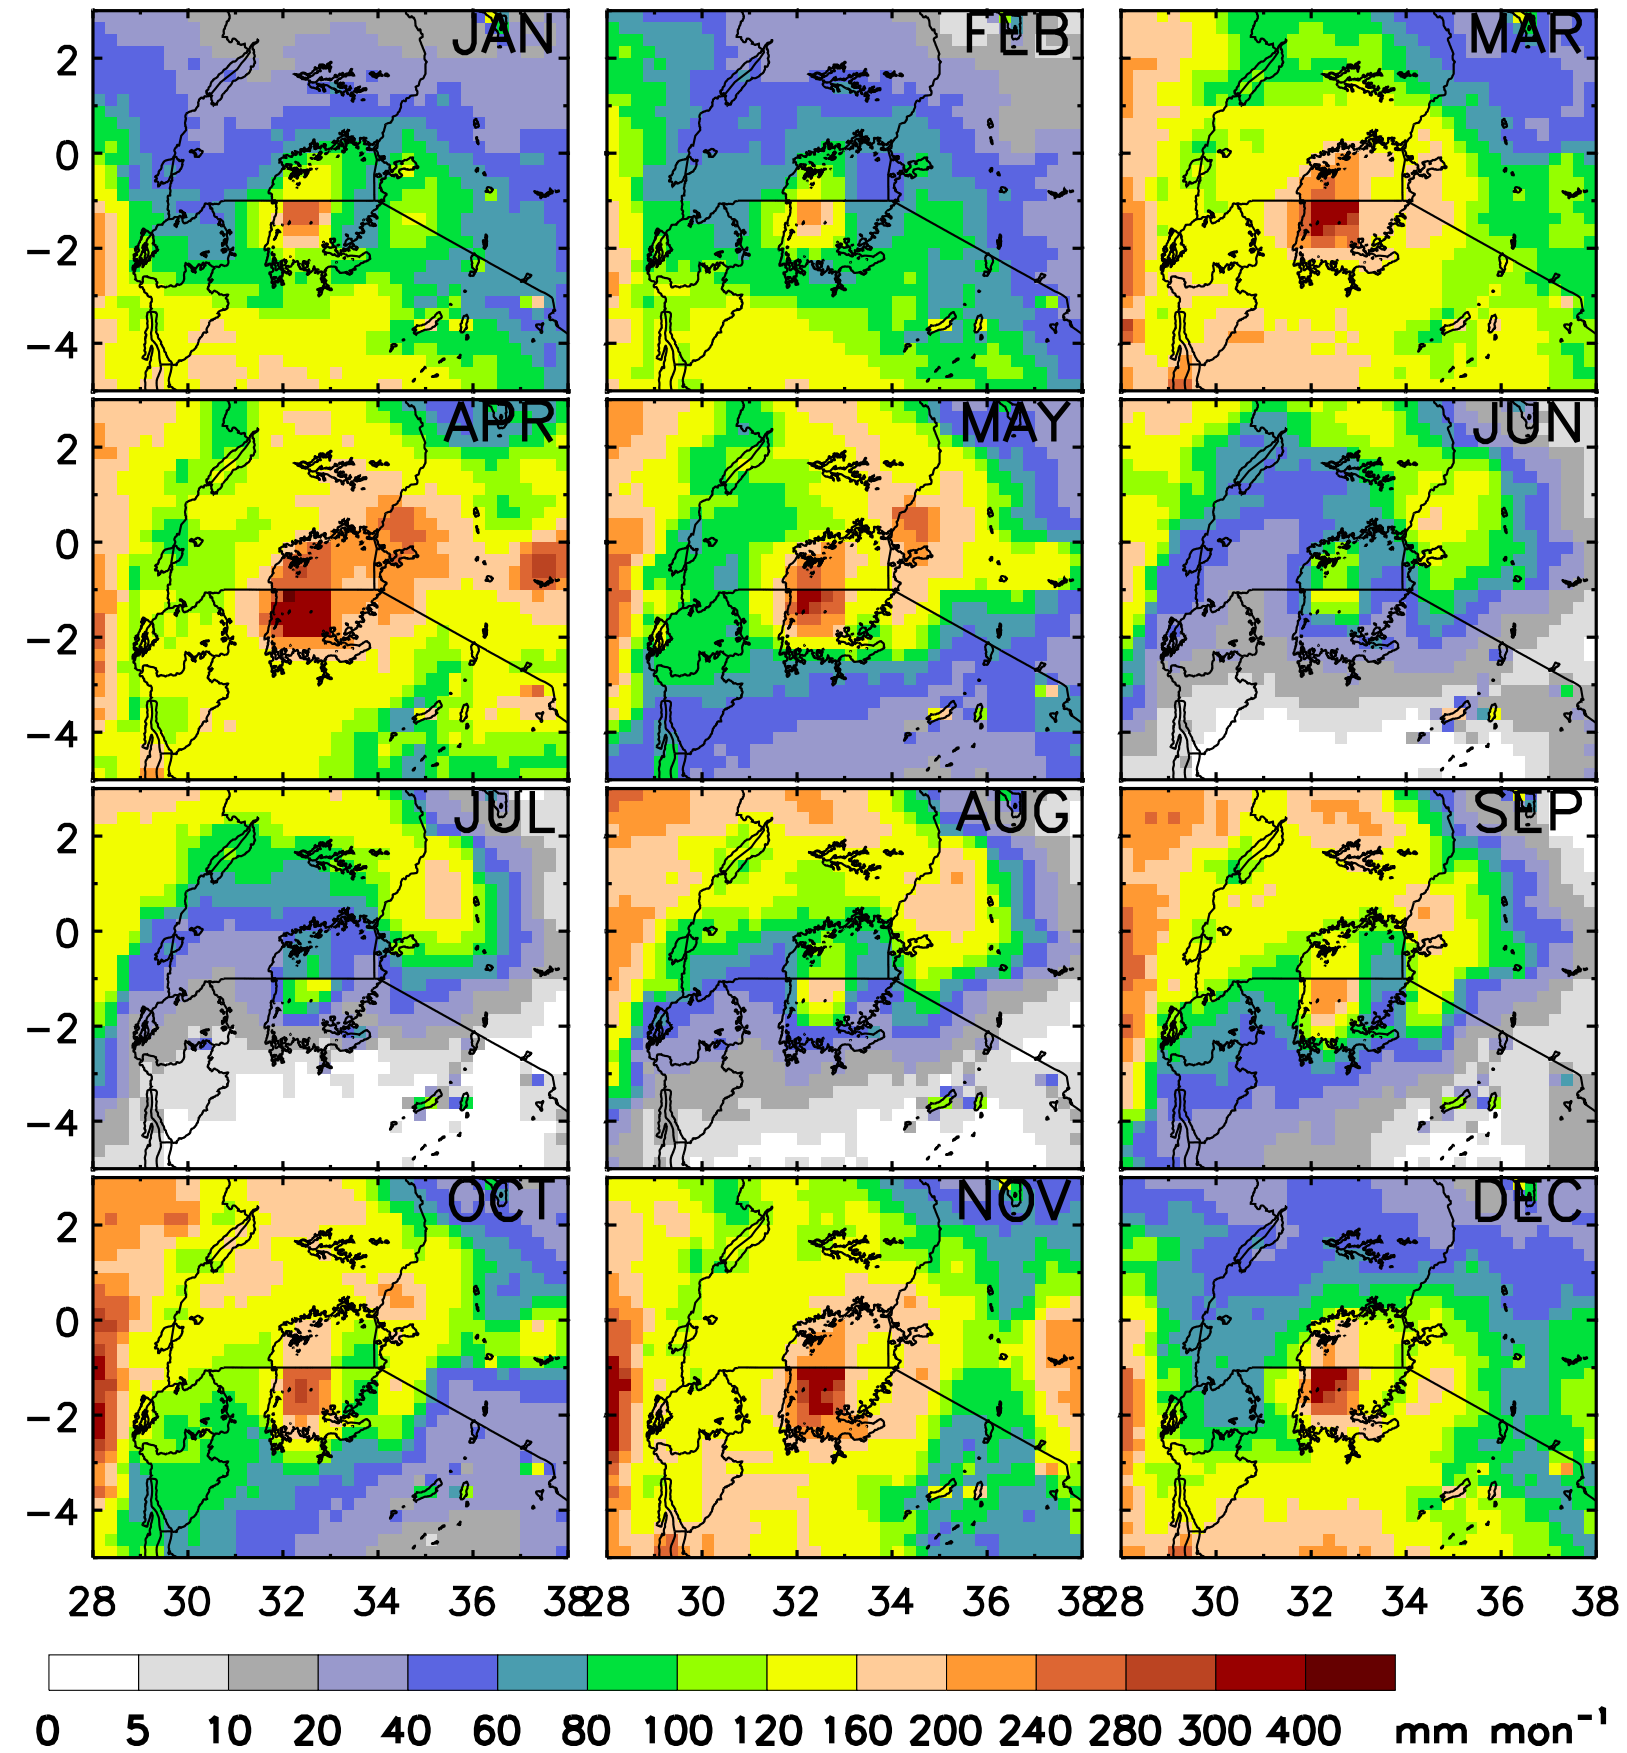 JAN FEB MAR
2
0
−2
−4
APR MAY JUN
2
0
−2
−4
JUL AUG SEP
2
0
−2
−4
OCT NOV DEC
2
0
−2
−4
28 30 32 34 36 38 28 30 32 34 36 38 28 30 32 34 36 38
0 5 10 20 40 60 80 100 120 160 200 240 280 300 400 mm mon⁻¹